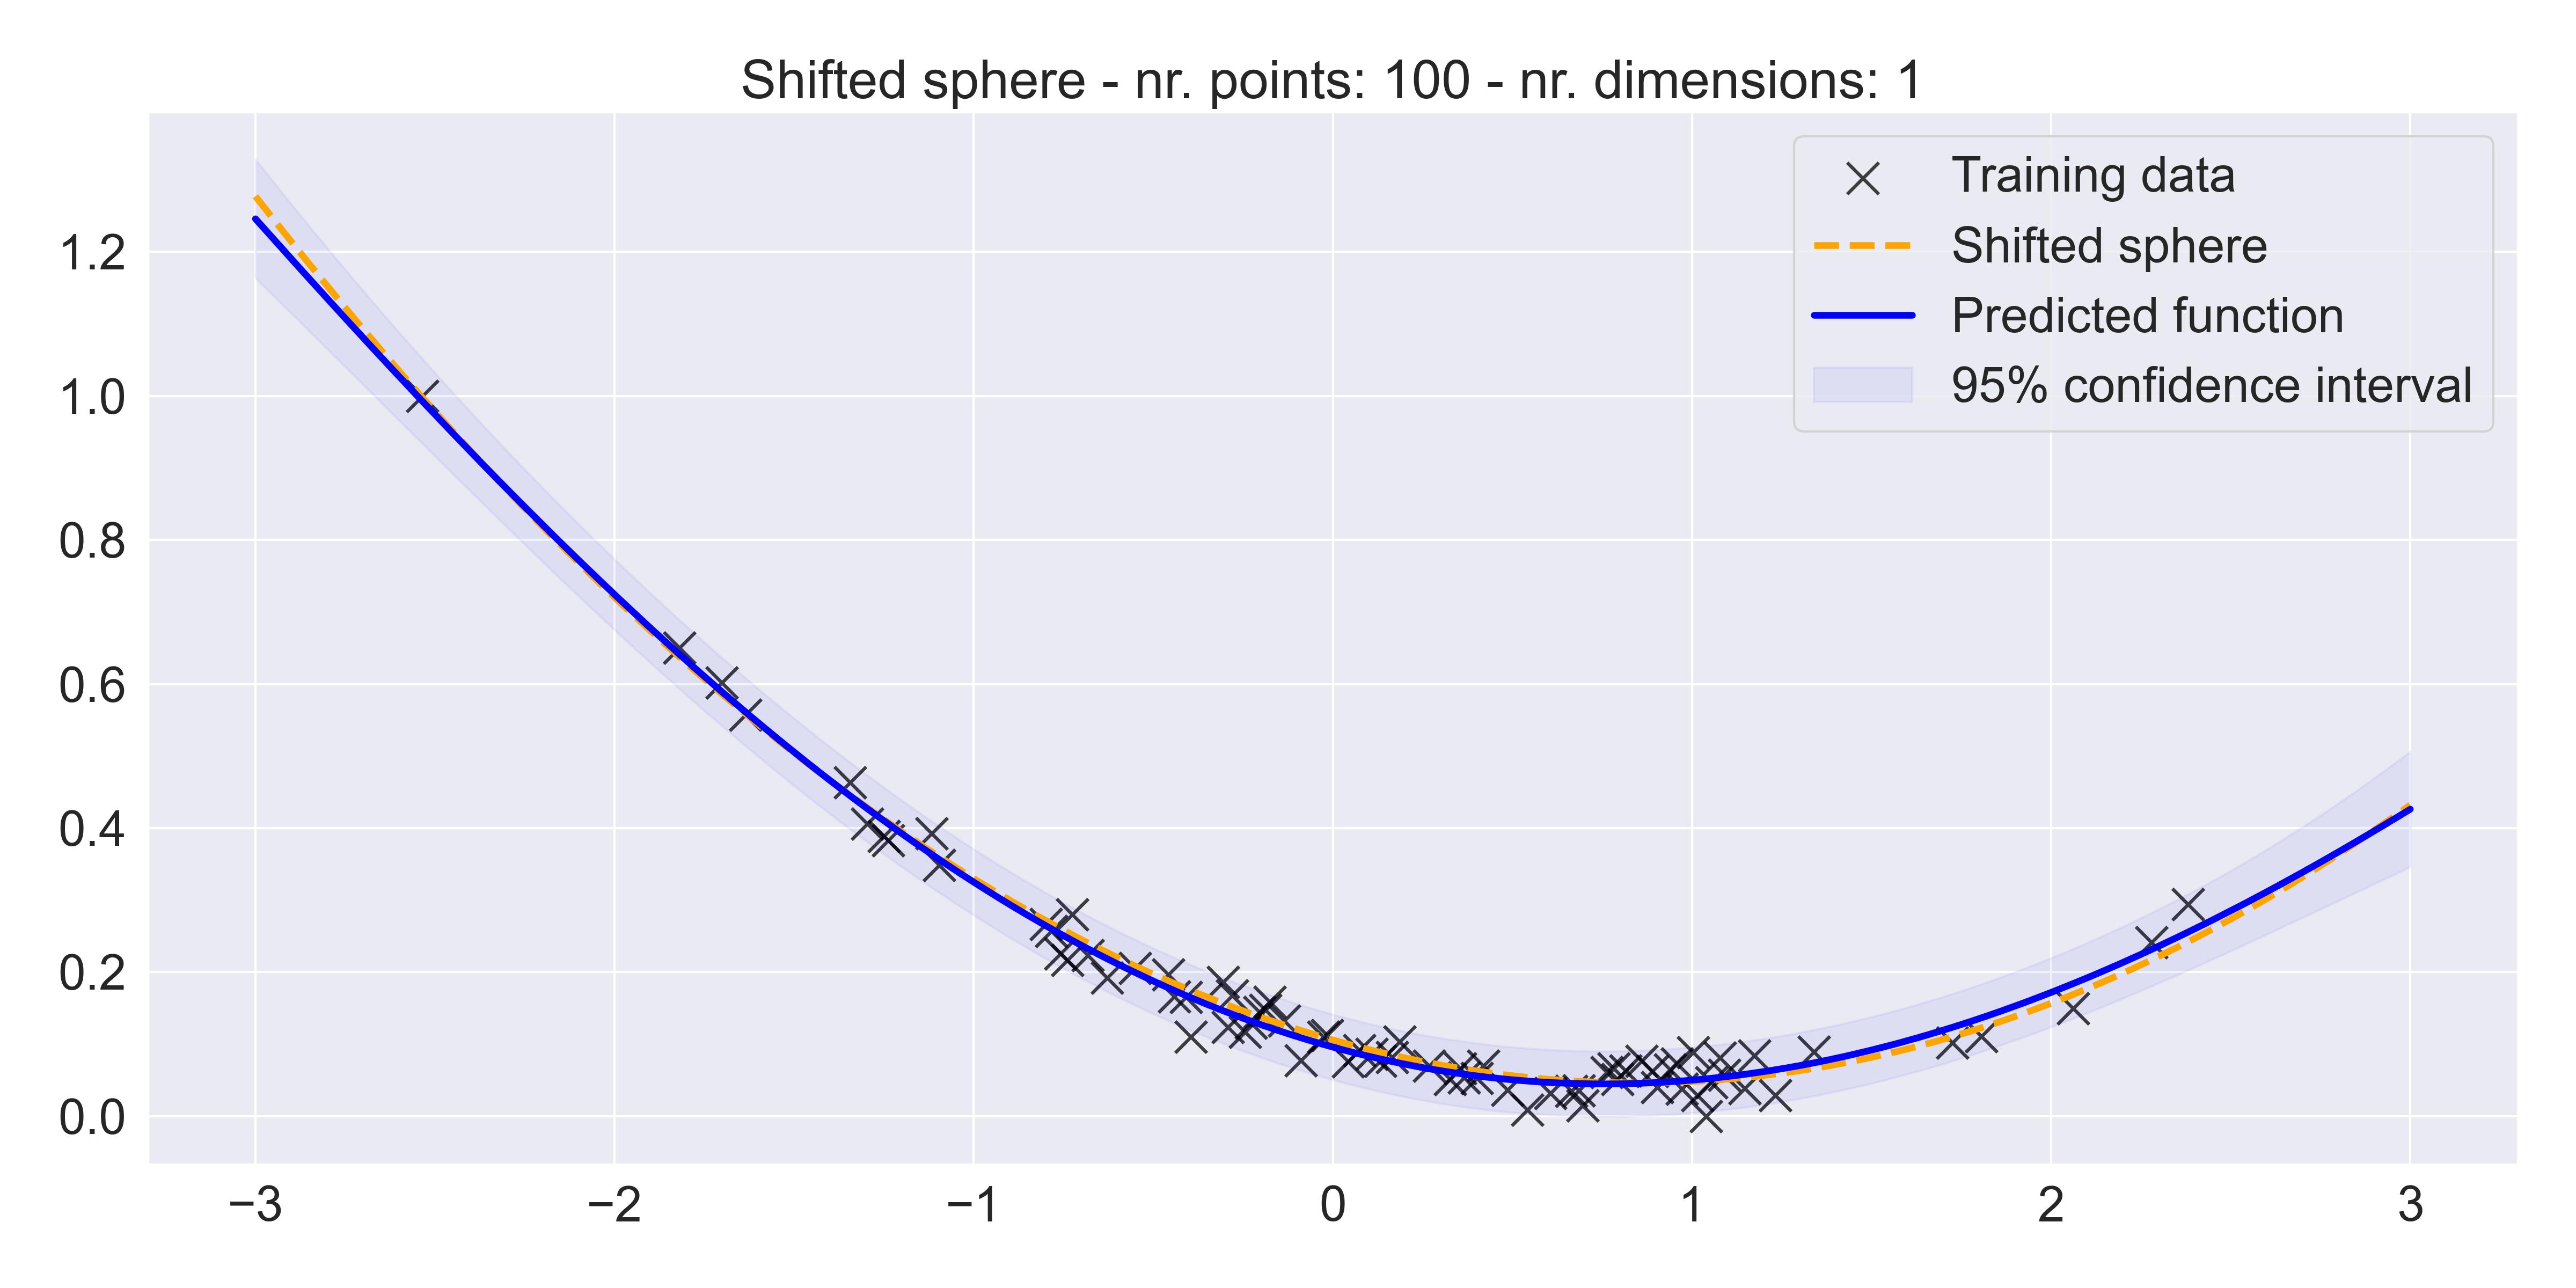 Shifted sphere - nr. points: 100 - nr. dimensions: 1
Training data
Shifted sphere
Predicted function
95% confidence interval
1.2
1.0
0.8
0.6
0.4
0.2
0.0
−3 −2 −1 0 1 2 3